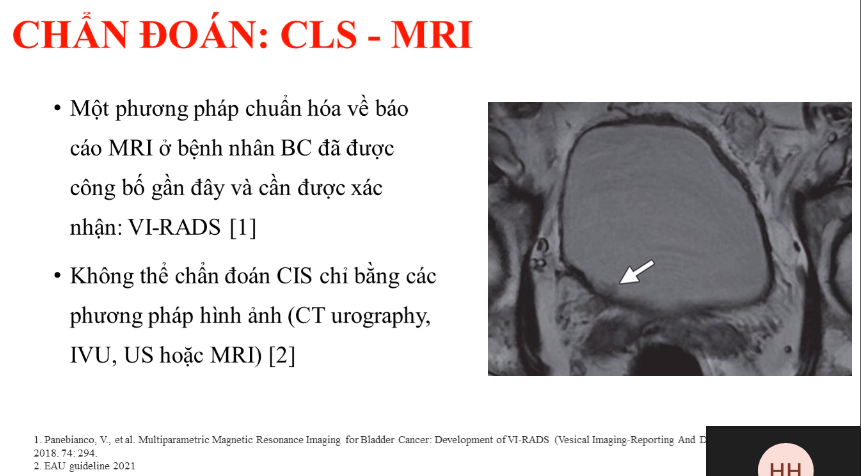 CHẨN ĐOÁN: CLS - MRI
• Một phương pháp chuẩn hóa về báo
cáo MRI ở bệnh nhân BC đã được
công bố gần đây và cần được xác
nhận: VI-RADS [1]
• Không thể chẩn đoán CIS chỉ bằng các
phương pháp hình ảnh (CT urography,
IVU, US hoặc MRI) [2]
1. Panebianco, V., et al. Multiparametric Magnetic Resonance Imaging for Bladder Cancer: Development of VI-RADS (Vesical Imaging-Reporting And D
2018. 74: 294.
2. EAU guideline 2021
HH